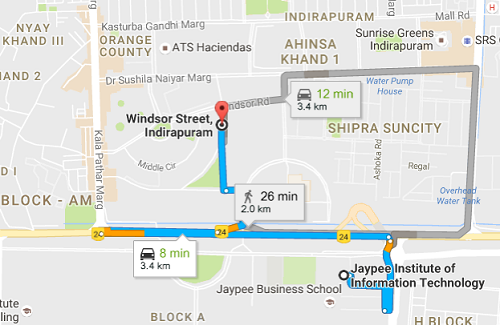 Kasturba Gandhi Marg
INDIRAPURAM
Mall Rd
NYAY
KHAND III
ORANGE
COUNTY
ATS Haciendas
AHINSA
KHAND 1
Sunrise Greens
Indirapuram
SRS
KHAND 2
Dr Sushila Naiyar Marg
Water Pump
House
12 min
3.4 km
Windsor Rd
Windsor Street,
Indirapuram
SHIPRA SUNCITY
Kala Pathar Marg
Middle Cir
Ashoka Rd
Regal
BLOCK - AM
26 min
2.0 km
Overhead
Water Tank
24
24
24
8 min
3.4 km
Jaypee Institute of
Information Technology
Jaypee Business School
BLOCK A
H BLOCK